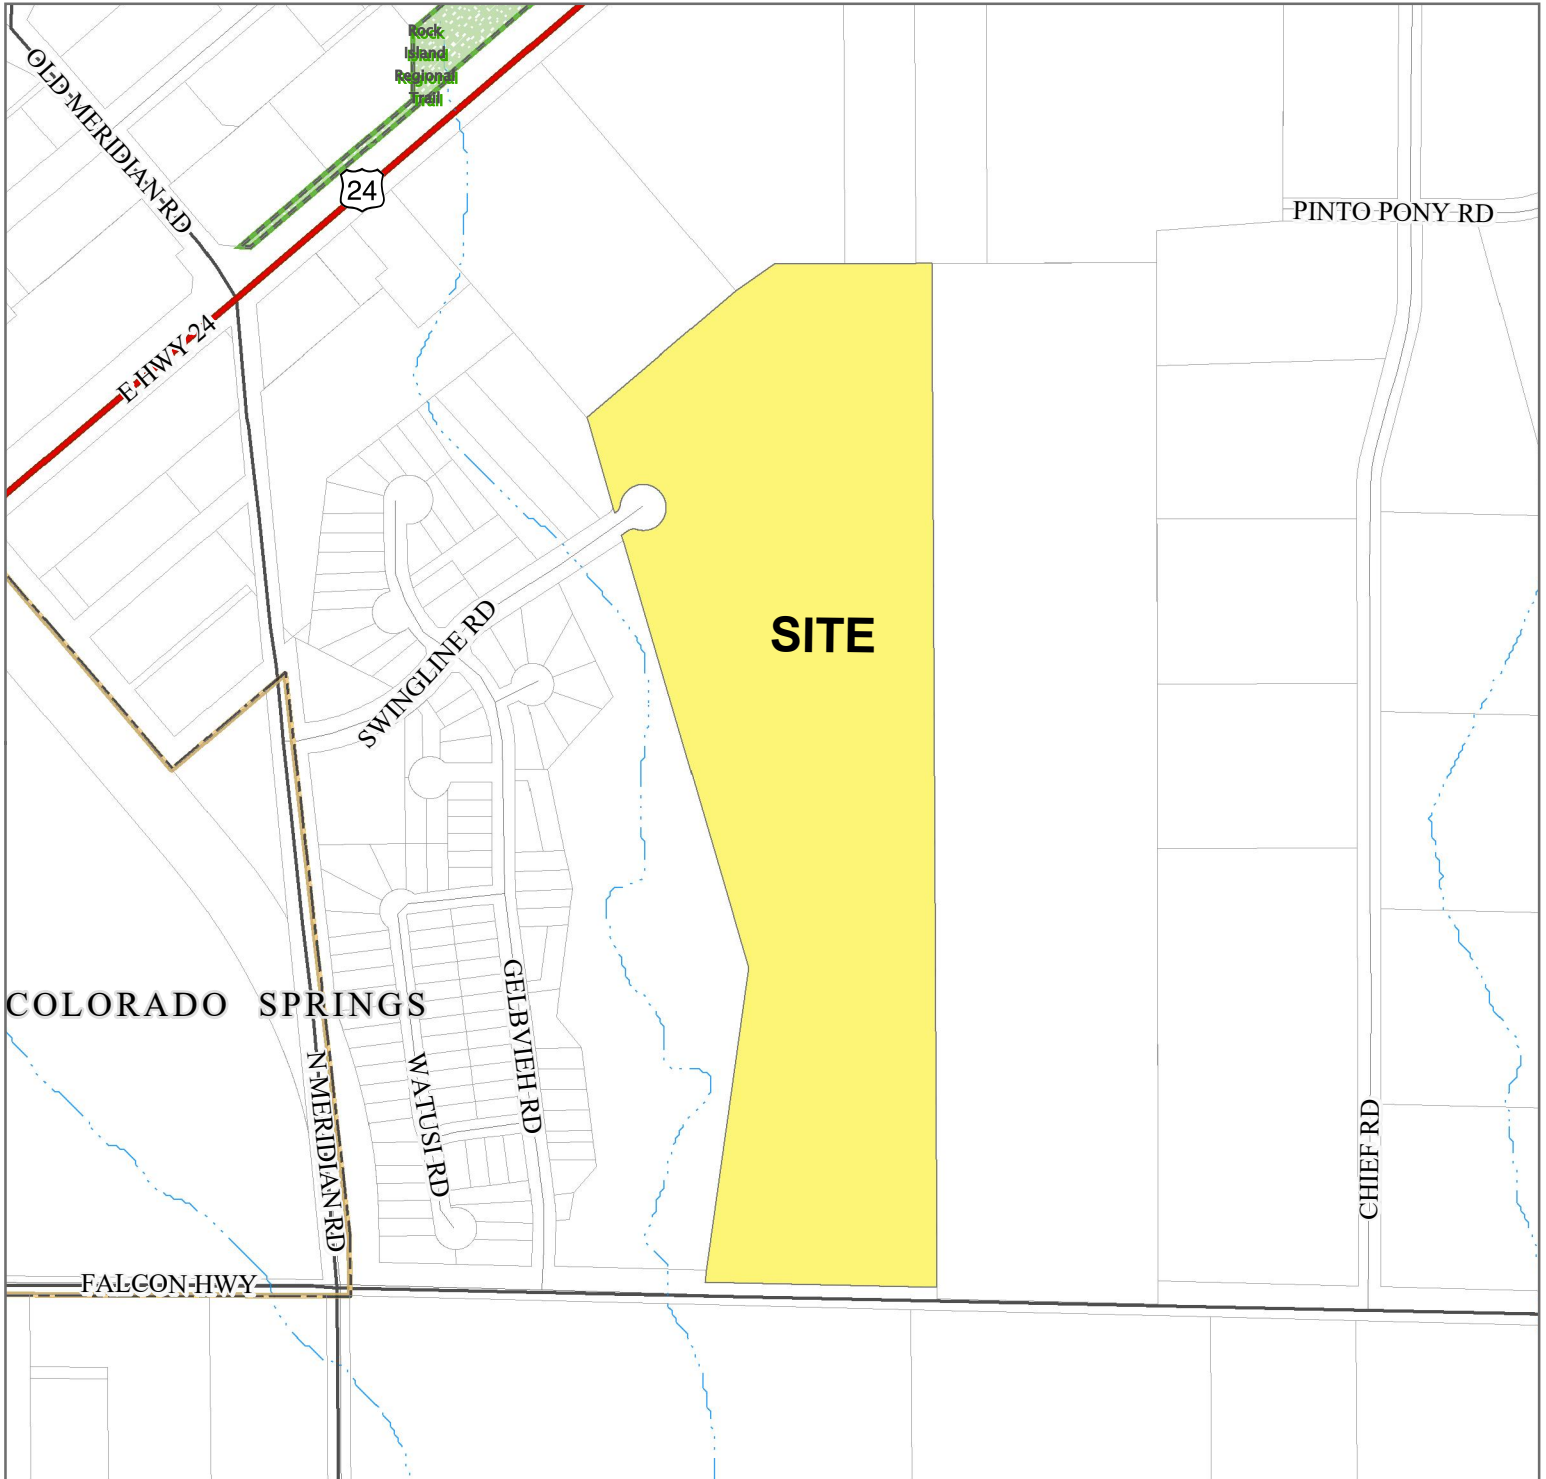 Rock
Island
Regional
Trail
OLD MERIDIAN RD
24
PINTO PONY RD
E HWY 24
SITE
SWINGLINE RD
COLORADO SPRINGS
GELBVIEH RD
WATUSI RD
N MERIDIAN RD
CHIEF RD
FALCON HWY